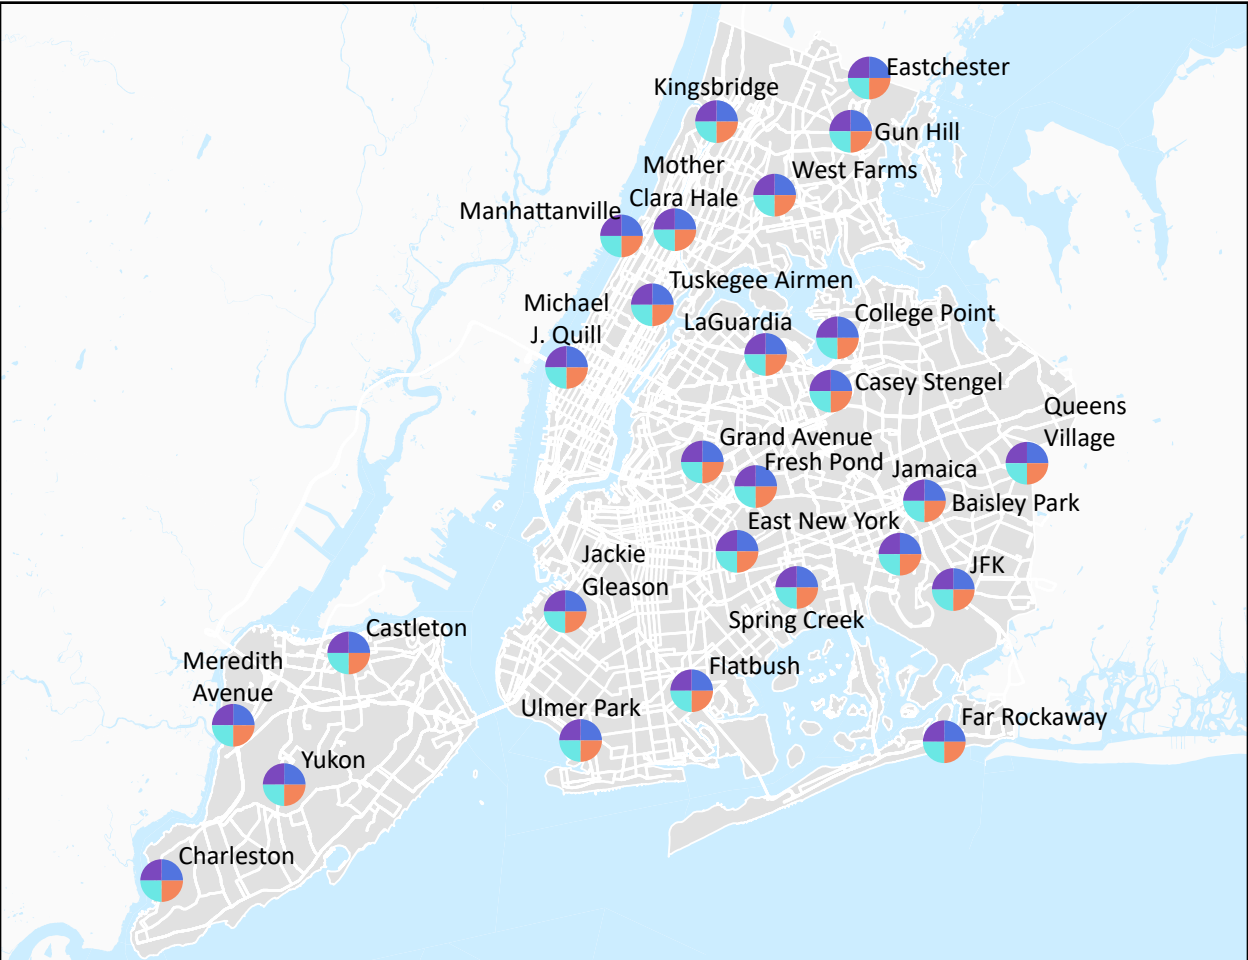 Eastchester
Kingsbridge
Gun Hill
Mother
Clara Hale
West Farms
Manhattanville
Tuskegee Airmen
Michael
J. Quill
LaGuardia
College Point
Casey Stengel
Queens
Village
Grand Avenue
Fresh Pond
Jamaica
Baisley Park
East New York
Jackie
Gleason
JFK
Spring Creek
Castleton
Meredith
Avenue
Flatbush
Ulmer Park
Far Rockaway
Yukon
Charleston